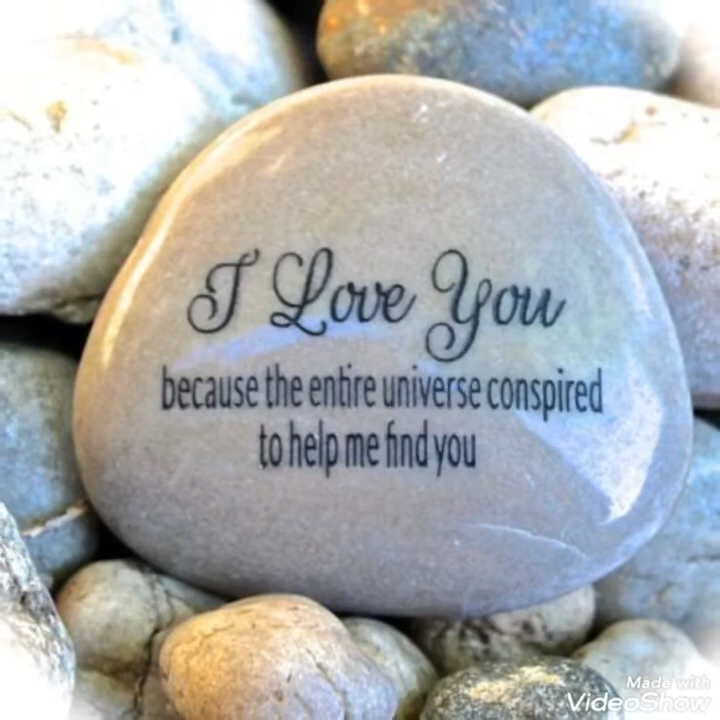 I Love You
because the entire universe conspired
to help me find you
Made with
VideoShow